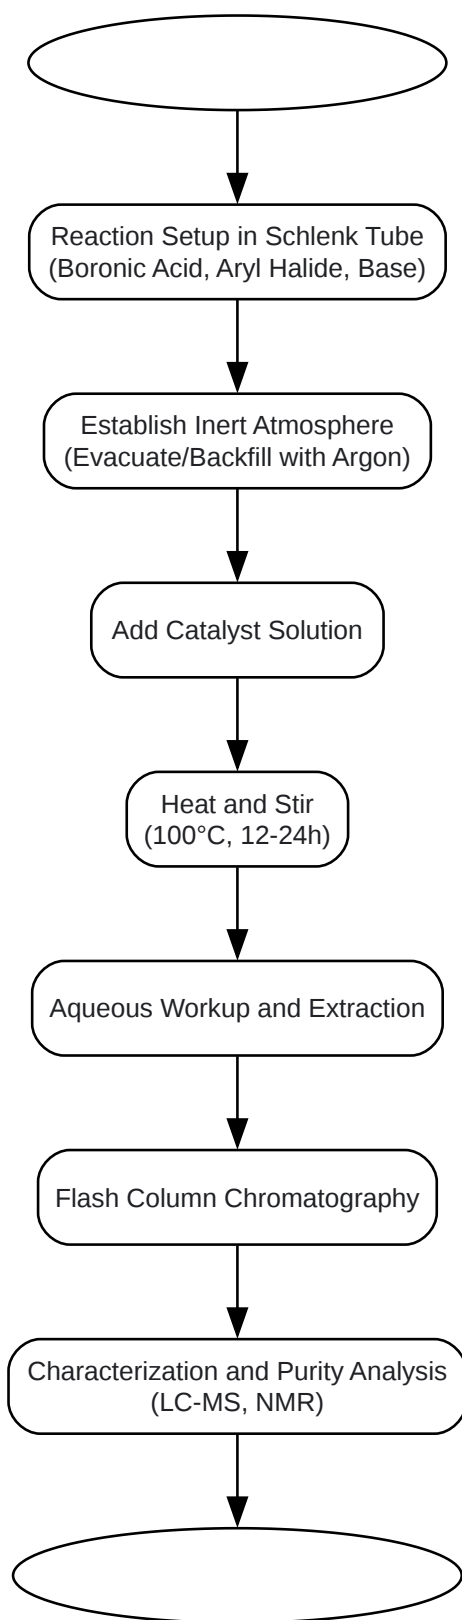 Reaction Setup in Schlenk Tube
(Boronic Acid, Aryl Halide, Base)
Establish Inert Atmosphere
(Evacuate/Backfill with Argon)
Add Catalyst Solution
Heat and Stir
(100°C, 12-24h)
Aqueous Workup and Extraction
Flash Column Chromatography
Characterization and Purity Analysis
(LC-MS, NMR)